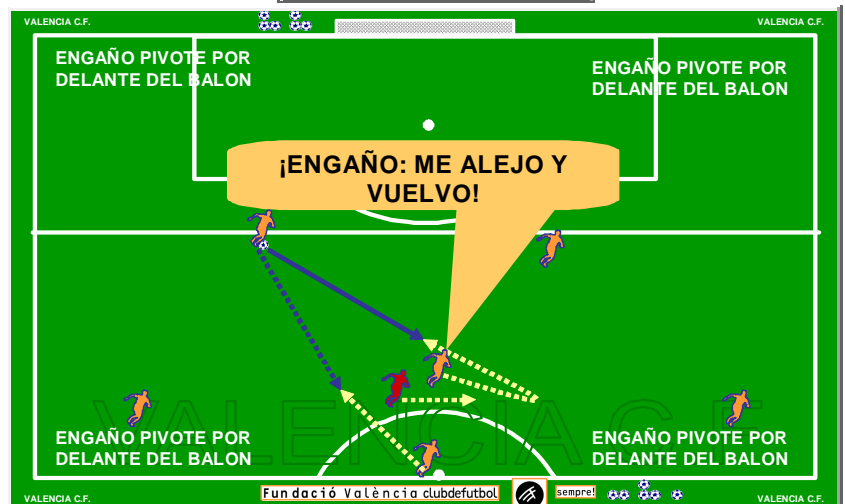 VALENCIA C.F.
VALENCIA C.F.
ENGAÑO PIVOTE POR
DELANTE DEL BALON
ENGAÑO PIVOTE POR
DELANTE DEL BALON
¡ENGAÑO: ME ALEJO Y
VUELVO!
VALENCIA C.F
ENGAÑO PIVOTE POR
DELANTE DEL BALON
ENGAÑO PIVOTE POR
DELANTE DEL BALON
VALENCIA C.F.
Fundació València clubdefutbol
sempre!
VALENCIA C.F.